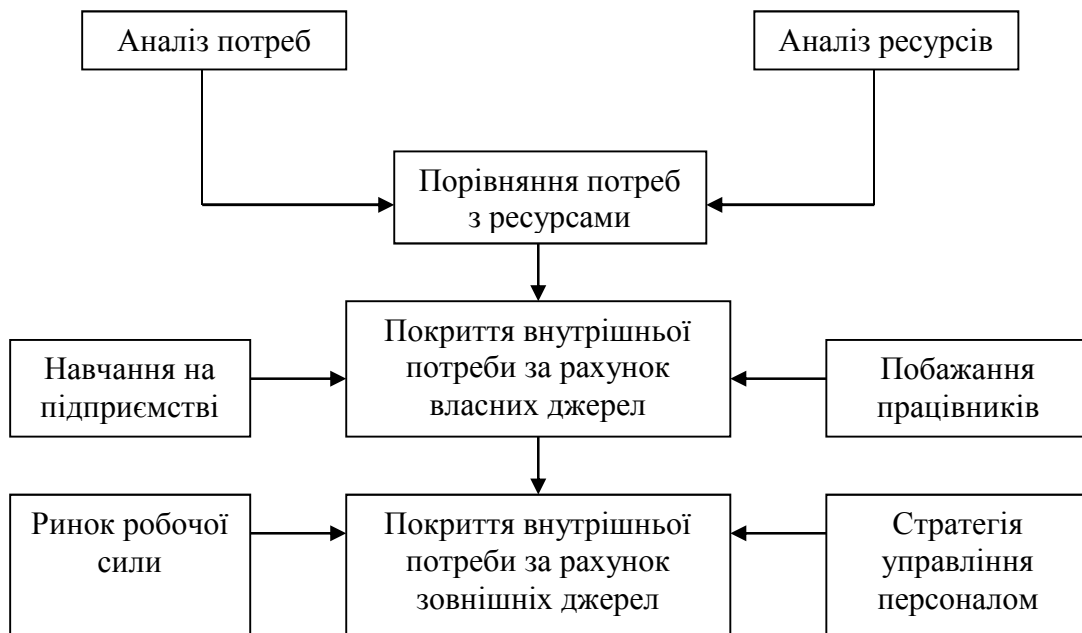 Аналіз потреб
Аналіз ресурсів
Порівняння потреб
з ресурсами
Навчання на
підприємстві
Покриття внутрішньої
потреби за рахунок
власних джерел
Побажання
працівників
Ринок робочої
сили
Покриття внутрішньої
потреби за рахунок
зовнішніх джерел
Стратегія
управління
персоналом